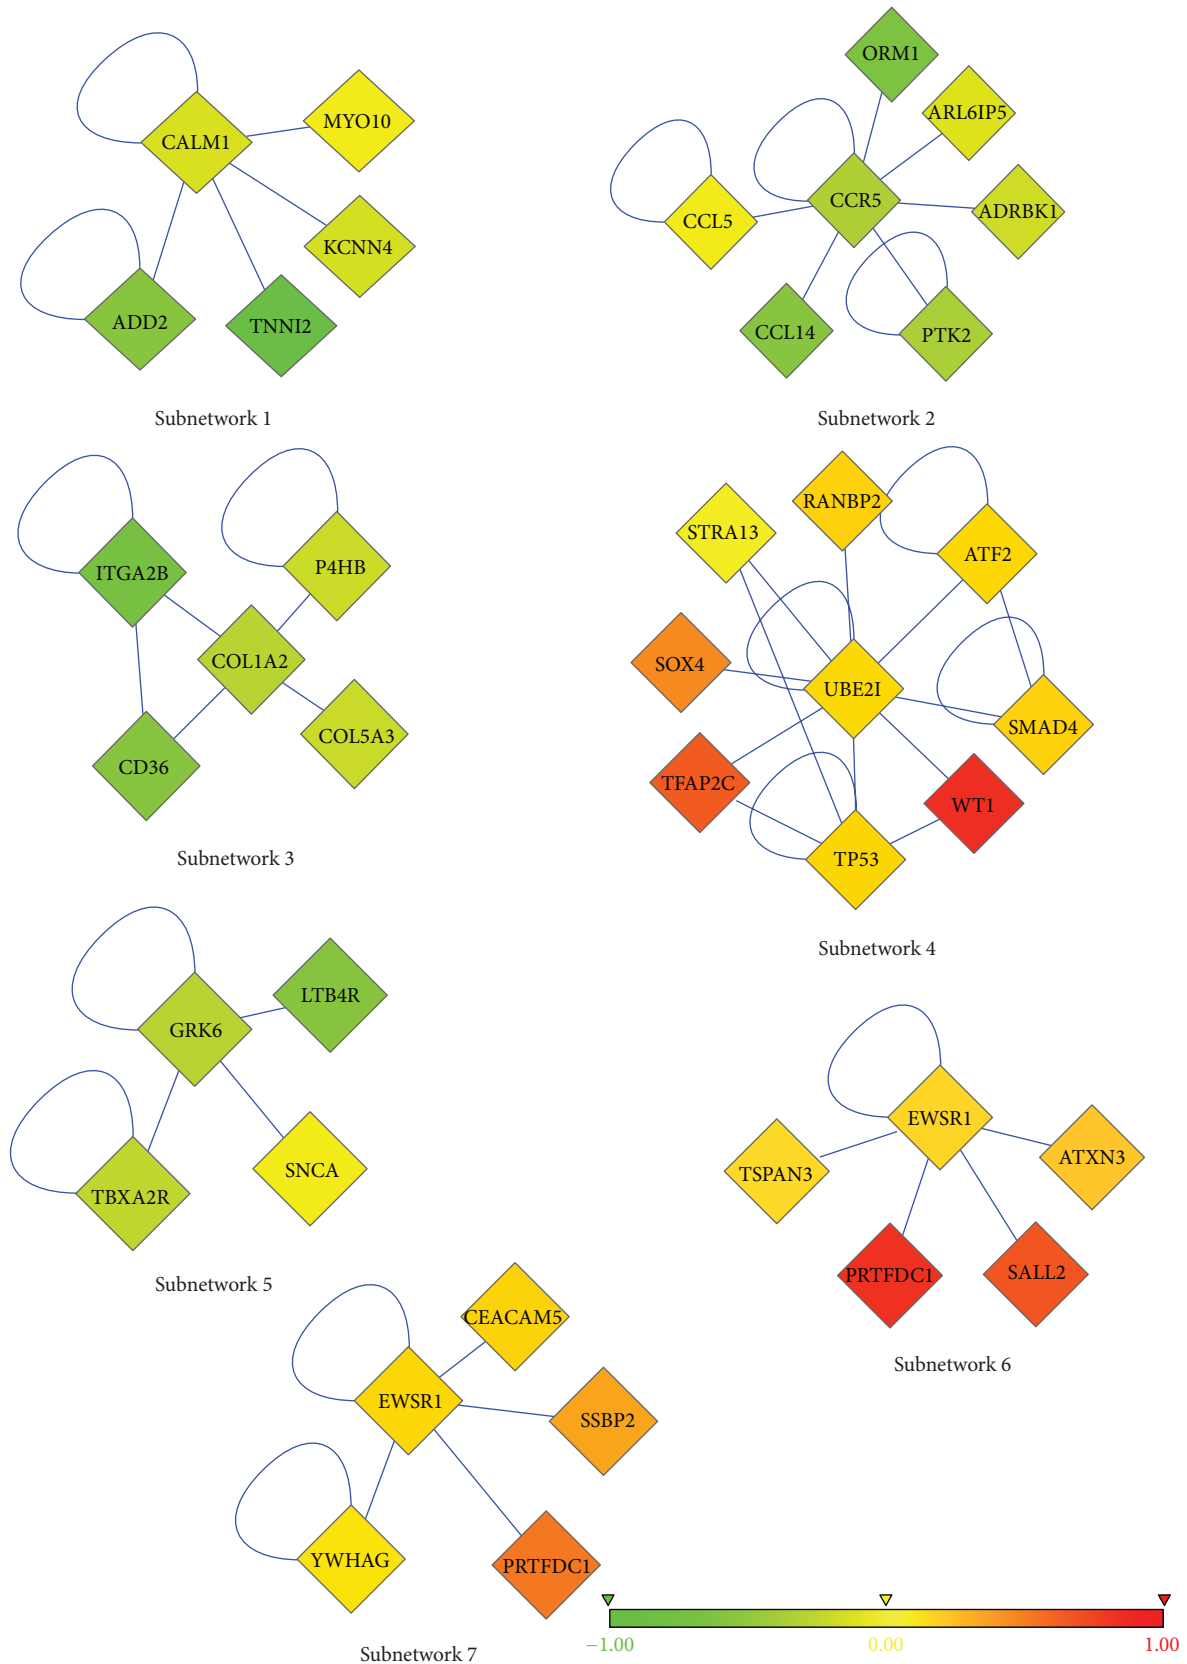 CALM1
MYO10
KCNN4
ADD2
TNNI2
Subnetwork 1
ORM1
ARL6IP5
CCR5
CCL5
ADRBK1
CCL14
PTK2
Subnetwork 2
ITGA2B
P4HB
COL1A2
COL5A3
CD36
Subnetwork 3
RANBP2
STRA13
ATF2
SOX4
UBE2I
SMAD4
TFAP2C
WT1
TP53
Subnetwork 4
LTB4R
GRK6
SNCA
TBXA2R
Subnetwork 5
EWSR1
TSPAN3
ATXN3
PRTFDC1
SALL2
Subnetwork 6
CEACAM5
EWSR1
SSBP2
YWHAG
PRTFDC1
Subnetwork 7
−1.00
0.00
1.00